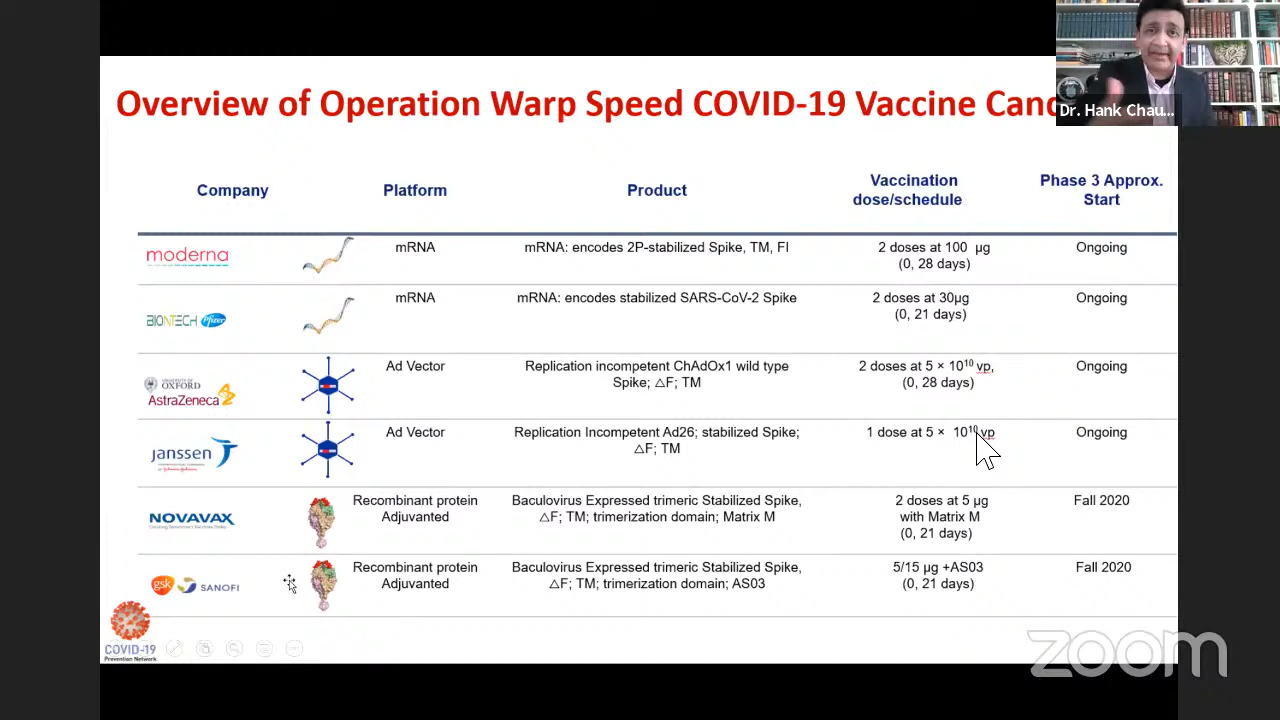 Overview of Operation Warp Speed COVID-19 Vaccine Canc
Dr. Hank Chau...
Company
Platform
Product
Vaccination
dose/schedule
Phase 3 Approx.
Start
moderna
mRNA
mRNA: encodes 2P-stabilized Spike, TM, FI
2 doses at 100 µg
(0, 28 days)
Ongoing
BIONTECH Pfizer
mRNA
mRNA: encodes stabilized SARS-CoV-2 Spike
2 doses at 30µg
(0, 21 days)
Ongoing
UNIVERSITY OF
OXFORD
AstraZeneca
Ad Vector
Replication incompetent ChAdOx1 wild type
Spike; △F; TM
2 doses at 5 × 10¹⁰ vp,
(0, 28 days)
Ongoing
janssen
Ad Vector
Replication Incompetent Ad26; stabilized Spike;
△F; TM
1 dose at 5 × 10¹⁰ vp
Ongoing
NOVAVAX
Recombinant protein
Adjuvanted
Baculovirus Expressed trimeric Stabilized Spike,
△F; TM; trimerization domain; Matrix M
2 doses at 5 µg
with Matrix M
(0, 21 days)
Fall 2020
gsk SANOFI
Recombinant protein
Adjuvanted
Baculovirus Expressed trimeric Stabilized Spike,
△F; TM; trimerization domain; AS03
5/15 µg +AS03
(0, 21 days)
Fall 2020
COVID-19
Prevention Network
zoom